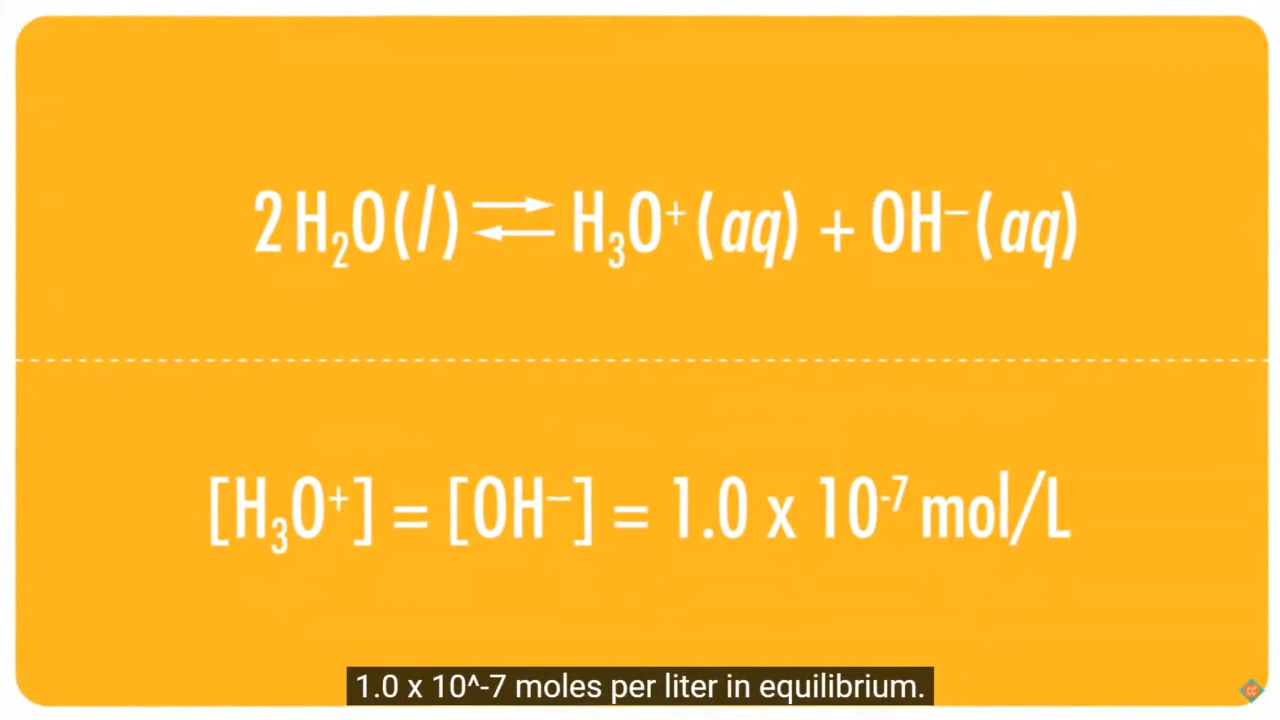 2 H₂O(l) ⇌ H₃O⁺(aq) + OH⁻(aq)
[H₃O⁺] = [OH⁻] = 1.0 x 10⁻⁷ mol/L
1.0 x 10^-7 moles per liter in equilibrium.
CC